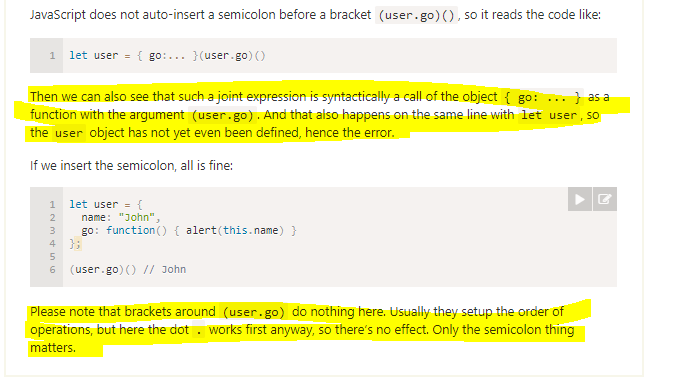 JavaScript does not auto-insert a semicolon before a bracket (user.go)(), so it reads the code like:
1 let user = { go:... }(user.go)()
Then we can also see that such a joint expression is syntactically a call of the object { go: ... } as a
function with the argument (user.go). And that also happens on the same line with let user, so
the user object has not yet even been defined, hence the error.
If we insert the semicolon, all is fine:
1 let user = {
2 name: "John",
3 go: function() { alert(this.name) }
4 };
5
6 (user.go)() // John
Please note that brackets around (user.go) do nothing here. Usually they setup the order of
operations, but here the dot . works first anyway, so there's no effect. Only the semicolon thing
matters.